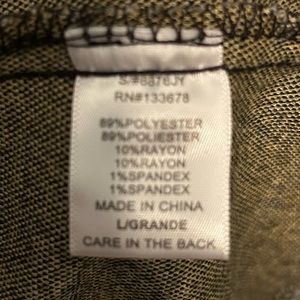 S/#8876JY
RN#133678
89%POLYESTER
89%POLIESTER
10%RAYON
10%RAYON
1%SPANDEX
1%SPANDEX
MADE IN CHINA
L/GRANDE
CARE IN THE BACK